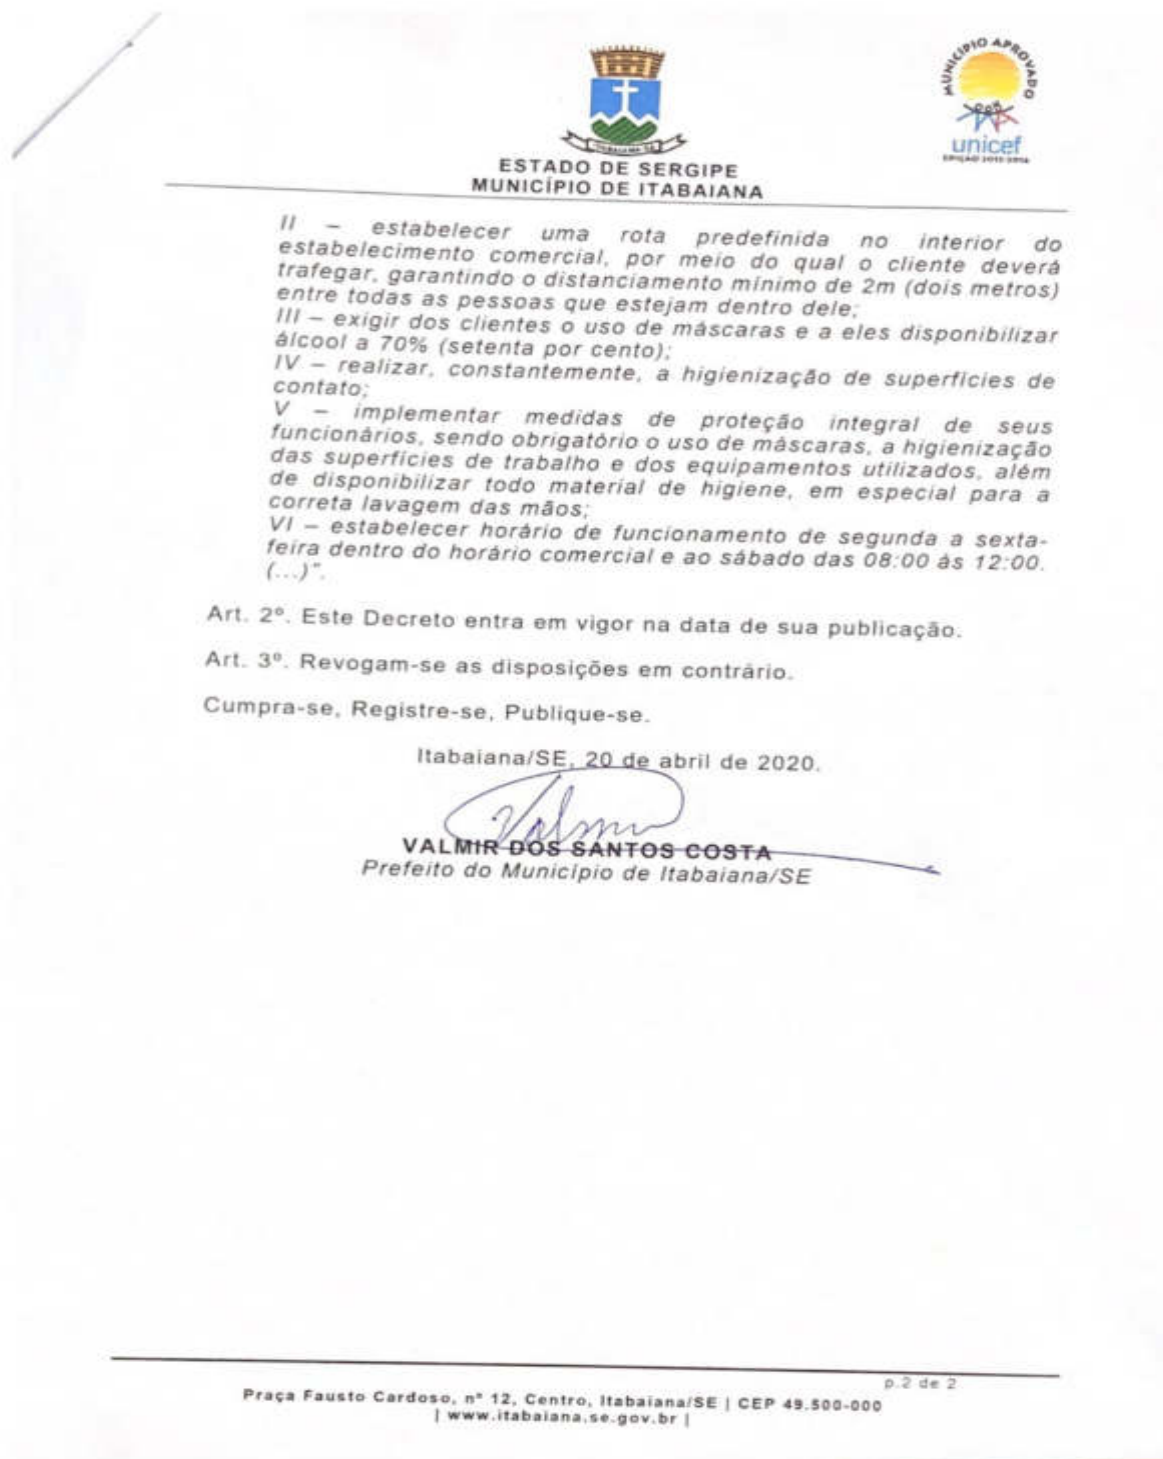 MUNICÍPIO APROVADO
unicef
EDIÇÃO 2013-2016
ESTADO DE SERGIPE
MUNICÍPIO DE ITABAIANA
II – estabelecer uma rota predefinida no interior do
estabelecimento comercial, por meio do qual o cliente deverá
trafegar, garantindo o distanciamento mínimo de 2m (dois metros)
entre todas as pessoas que estejam dentro dele;
III – exigir dos clientes o uso de máscaras e a eles disponibilizar
álcool a 70% (setenta por cento);
IV – realizar, constantemente, a higienização de superfícies de
contato;
V – implementar medidas de proteção integral de seus
funcionários, sendo obrigatório o uso de máscaras, a higienização
das superfícies de trabalho e dos equipamentos utilizados, além
de disponibilizar todo material de higiene, em especial para a
correta lavagem das mãos;
VI – estabelecer horário de funcionamento de segunda a sexta-
feira dentro do horário comercial e ao sábado das 08:00 às 12:00.
(...)".
Art. 2º. Este Decreto entra em vigor na data de sua publicação.
Art. 3º. Revogam-se as disposições em contrário.
Cumpra-se, Registre-se, Publique-se.
Itabaiana/SE, 20 de abril de 2020.
Valmir
VALMIR DOS SANTOS COSTA
Prefeito do Município de Itabaiana/SE
p.2 de 2
Praça Fausto Cardoso, nº 12, Centro, Itabaiana/SE | CEP 49.500-000
| www.itabaiana.se.gov.br |